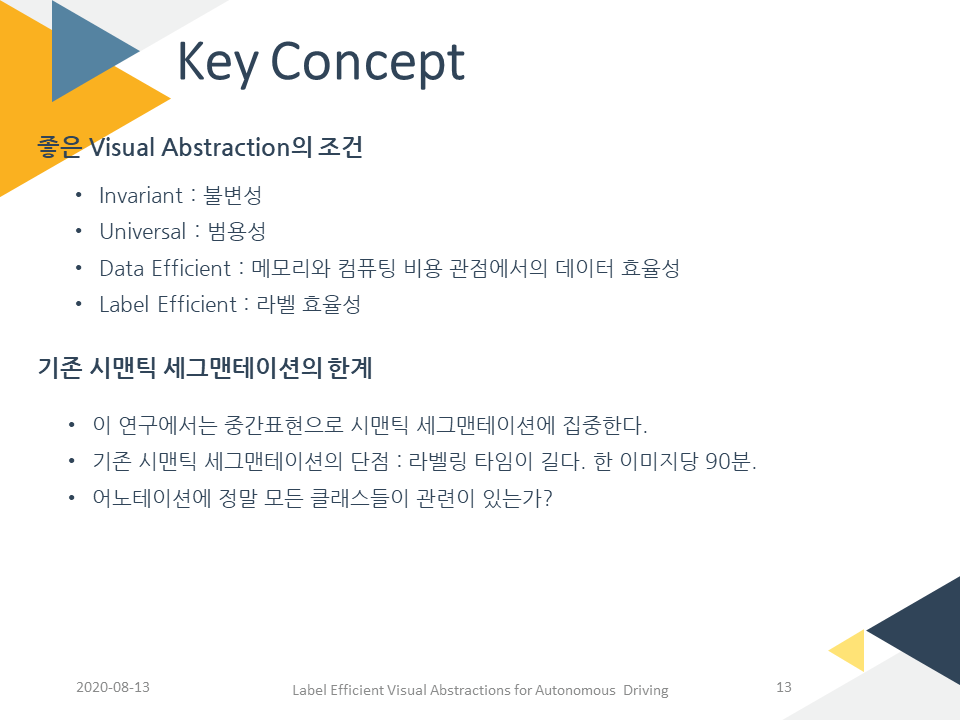 Key Concept
좋은 Visual Abstraction의 조건
• Invariant : 불변성
• Universal : 범용성
• Data Efficient : 메모리와 컴퓨팅 비용 관점에서의 데이터 효율성
• Label Efficient : 라벨 효율성
기존 시맨틱 세그맨테이션의 한계
• 이 연구에서는 중간표현으로 시맨틱 세그맨테이션에 집중한다.
• 기존 시맨틱 세그맨테이션의 단점 : 라벨링 타임이 길다. 한 이미지당 90분.
• 어노테이션에 정말 모든 클래스들이 관련이 있는가?
2020-08-13
Label Efficient Visual Abstractions for Autonomous Driving
13